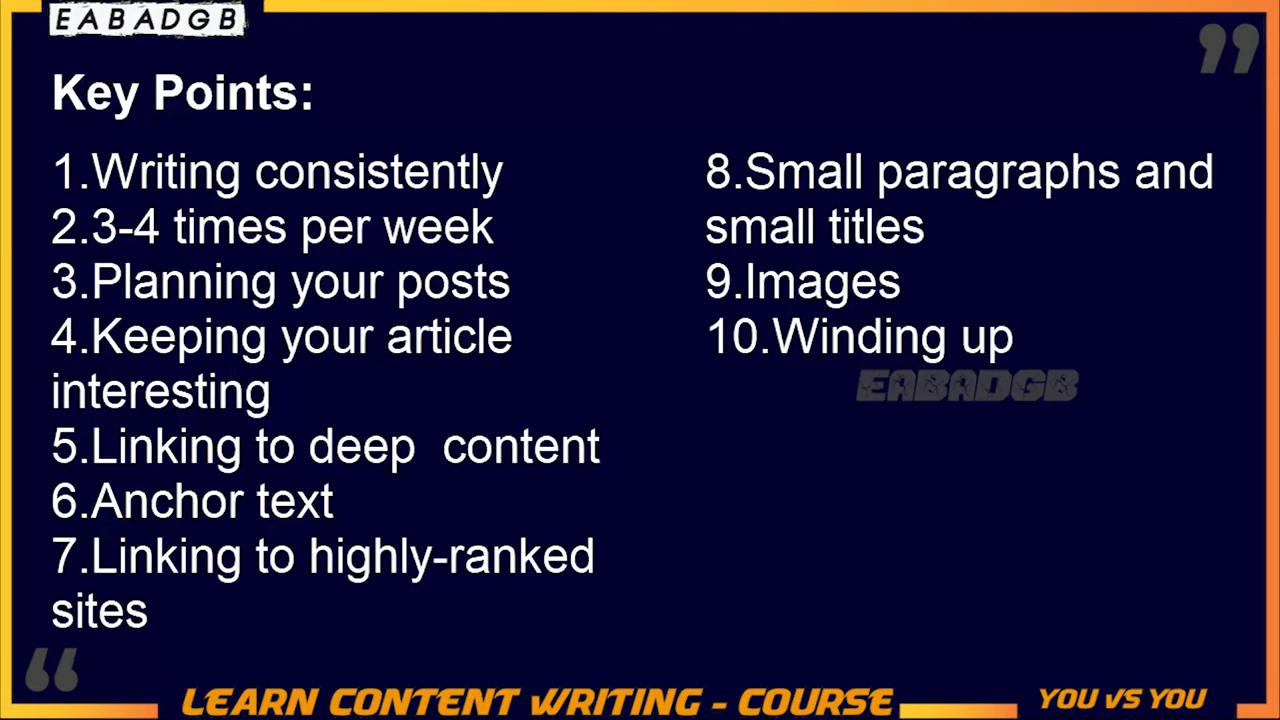 EABADGB
Key Points:
1.Writing consistently
2.3-4 times per week
3.Planning your posts
4.Keeping your article
interesting
5.Linking to deep  content
6.Anchor text
7.Linking to highly-ranked
sites
8.Small paragraphs and
small titles
9.Images
10.Winding up
EABADGB
LEARN CONTENT WRITING - COURSE
YOU VS YOU